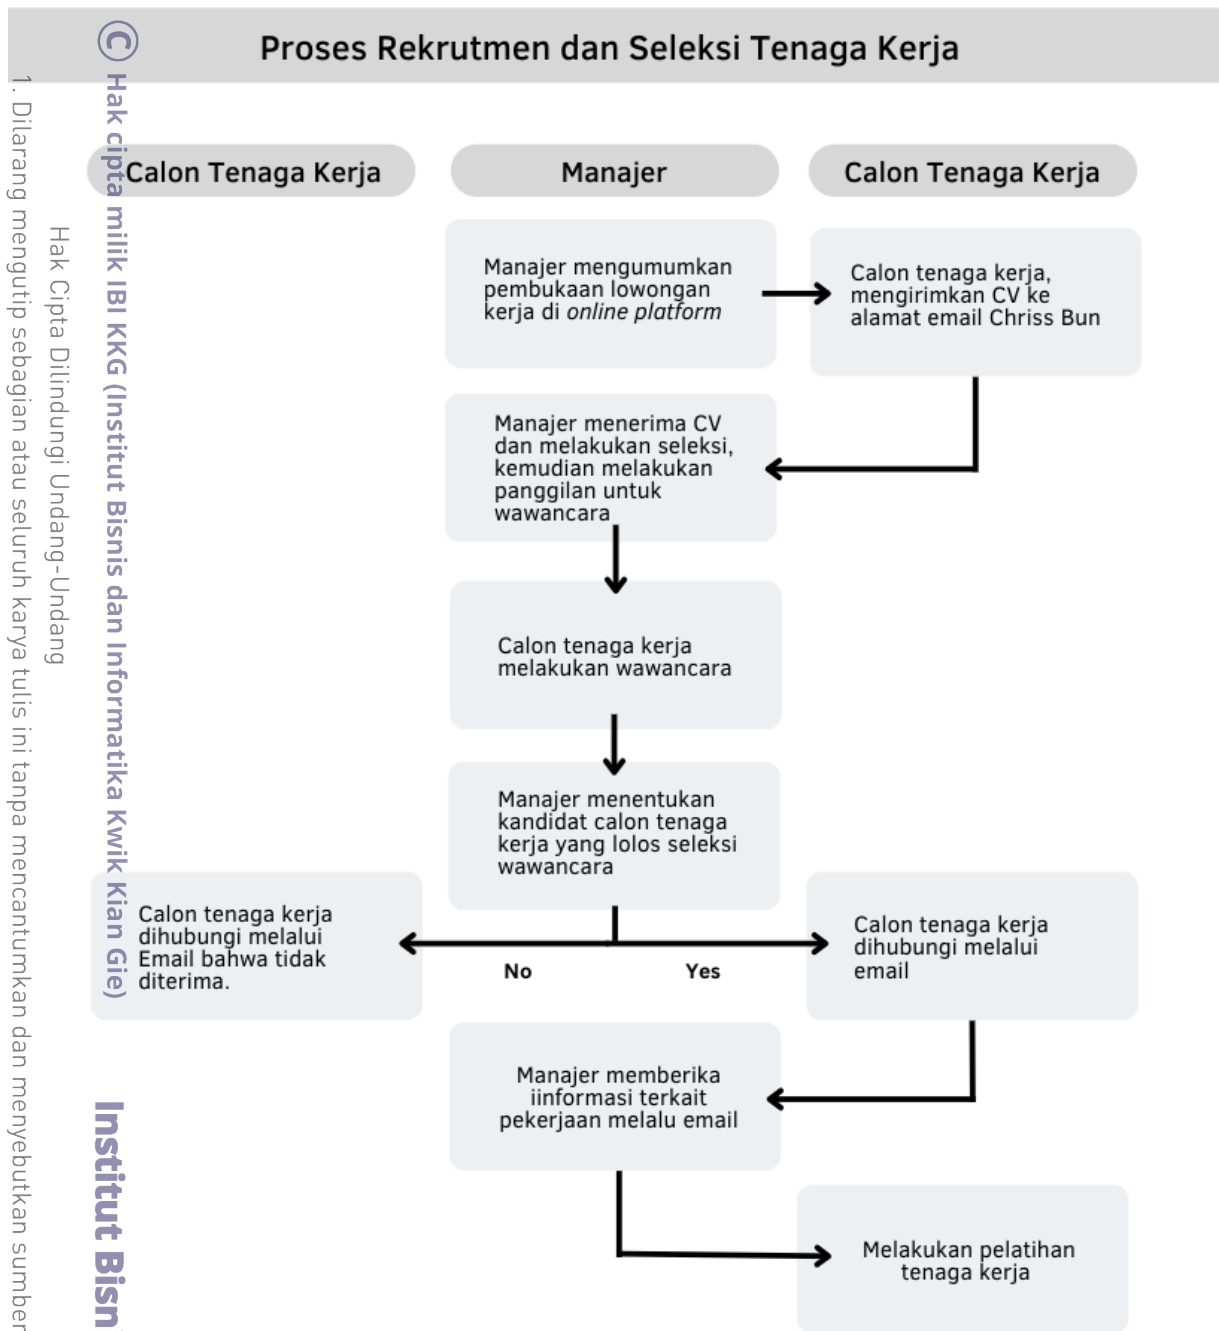 Proses Rekrutmen dan Seleksi Tenaga Kerja
Calon Tenaga Kerja
Manajer
Calon Tenaga Kerja
Manajer mengumumkan
pembukaan lowongan
kerja di online platform
Calon tenaga kerja,
mengirimkan CV ke
alamat email Chriss Bun
Manajer menerima CV
dan melakukan seleksi,
kemudian melakukan
panggilan untuk
wawancara
Calon tenaga kerja
melakukan wawancara
Manajer menentukan
kandidat calon tenaga
kerja yang lolos seleksi
wawancara
Calon tenaga kerja
dihubungi melalui
Email bahwa tidak
diterima.
No
Yes
Calon tenaga kerja
dihubungi melalui
email
Manajer memberika
iinformasi terkait
pekerjaan melalu email
Melakukan pelatihan
tenaga kerja
© Hak cipta milik IBI KKG (Institut Bisnis dan Informatika Kwik Kian Gie)
Institut Bisn
Hak Cipta Dilindungi Undang-Undang
1. Dilarang mengutip sebagian atau seluruh karya tulis ini tanpa mencantumkan dan menyebutkan sumber